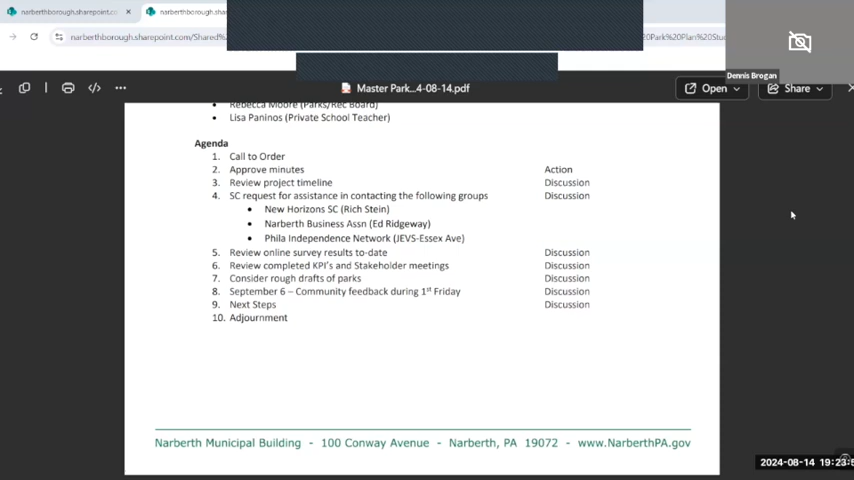 narberthborough.sharepoint.co
narberthborough.sharep
narberthborough.sharepoint.com/Shared%
Park%20Plan%20Stu
Dennis Brogan
Master Park...4-08-14.pdf
Open
Share
Rebecca Moore (Parks/Rec Board)
Lisa Paninos (Private School Teacher)
Agenda
1. Call to Order
2. Approve minutes Action
3. Review project timeline Discussion
4. SC request for assistance in contacting the following groups Discussion
New Horizons SC (Rich Stein)
Narberth Business Assn (Ed Ridgeway)
Phila Independence Network (JEVS-Essex Ave)
5. Review online survey results to-date Discussion
6. Review completed KPI's and Stakeholder meetings Discussion
7. Consider rough drafts of parks Discussion
8. September 6 – Community feedback during 1st Friday Discussion
9. Next Steps Discussion
10. Adjournment
Narberth Municipal Building - 100 Conway Avenue - Narberth, PA 19072 - www.NarberthPA.gov
2024-08-14 19:23:5